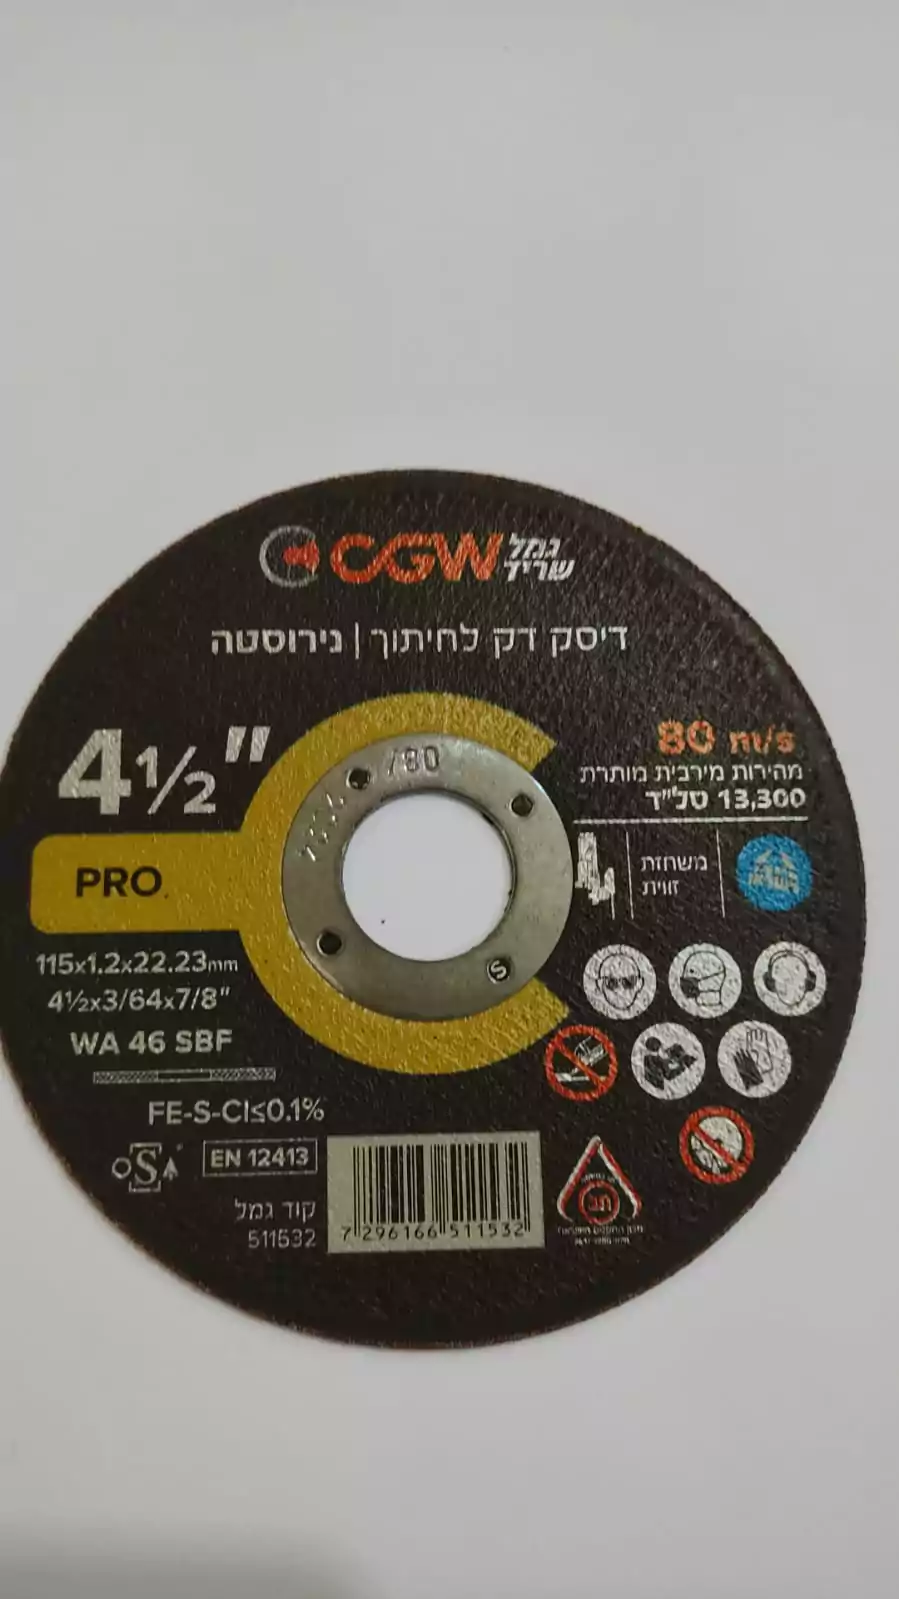 CGW גמל שריד
דיסק דק לחיתוך | נירוסטה
4½"
80 m/s
מהירות מירבית מותרת
13,300 סל"ד
PRO
משחזת
זווית
115x1.2x22.23mm
4½x3/64x7/8"
WA 46 SBF
FE-S-Cl≤0.1%
oSa
EN 12413
קוד גמל
511532
7 296166 511532
תו
S